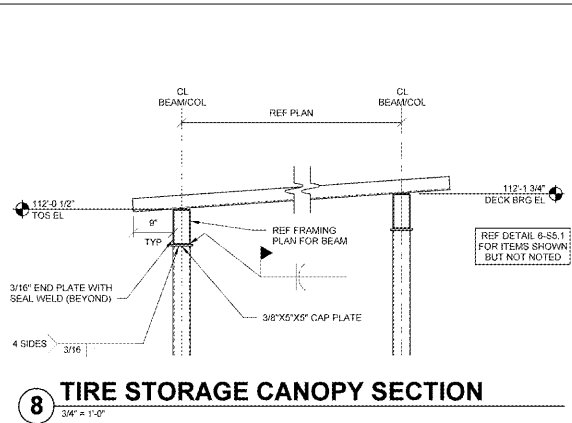 CL
BEAM/COL
CL
BEAM/COL
REF PLAN
112'-0 1/2"
TOS EL
112'-1 3/4"
DECK BRG EL
9"
TYP
REF FRAMING
PLAN FOR BEAM
REF DETAIL 6-S5.1
FOR ITEMS SHOWN
BUT NOT NOTED
3/16" END PLATE WITH
SEAL WELD (BEYOND)
3/8"X5"X5" CAP PLATE
4 SIDES
3/16
8
TIRE STORAGE CANOPY SECTION
3/4" = 1'-0"